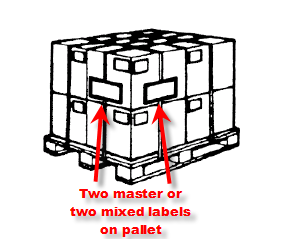 Two master or
two mixed labels
on pallet